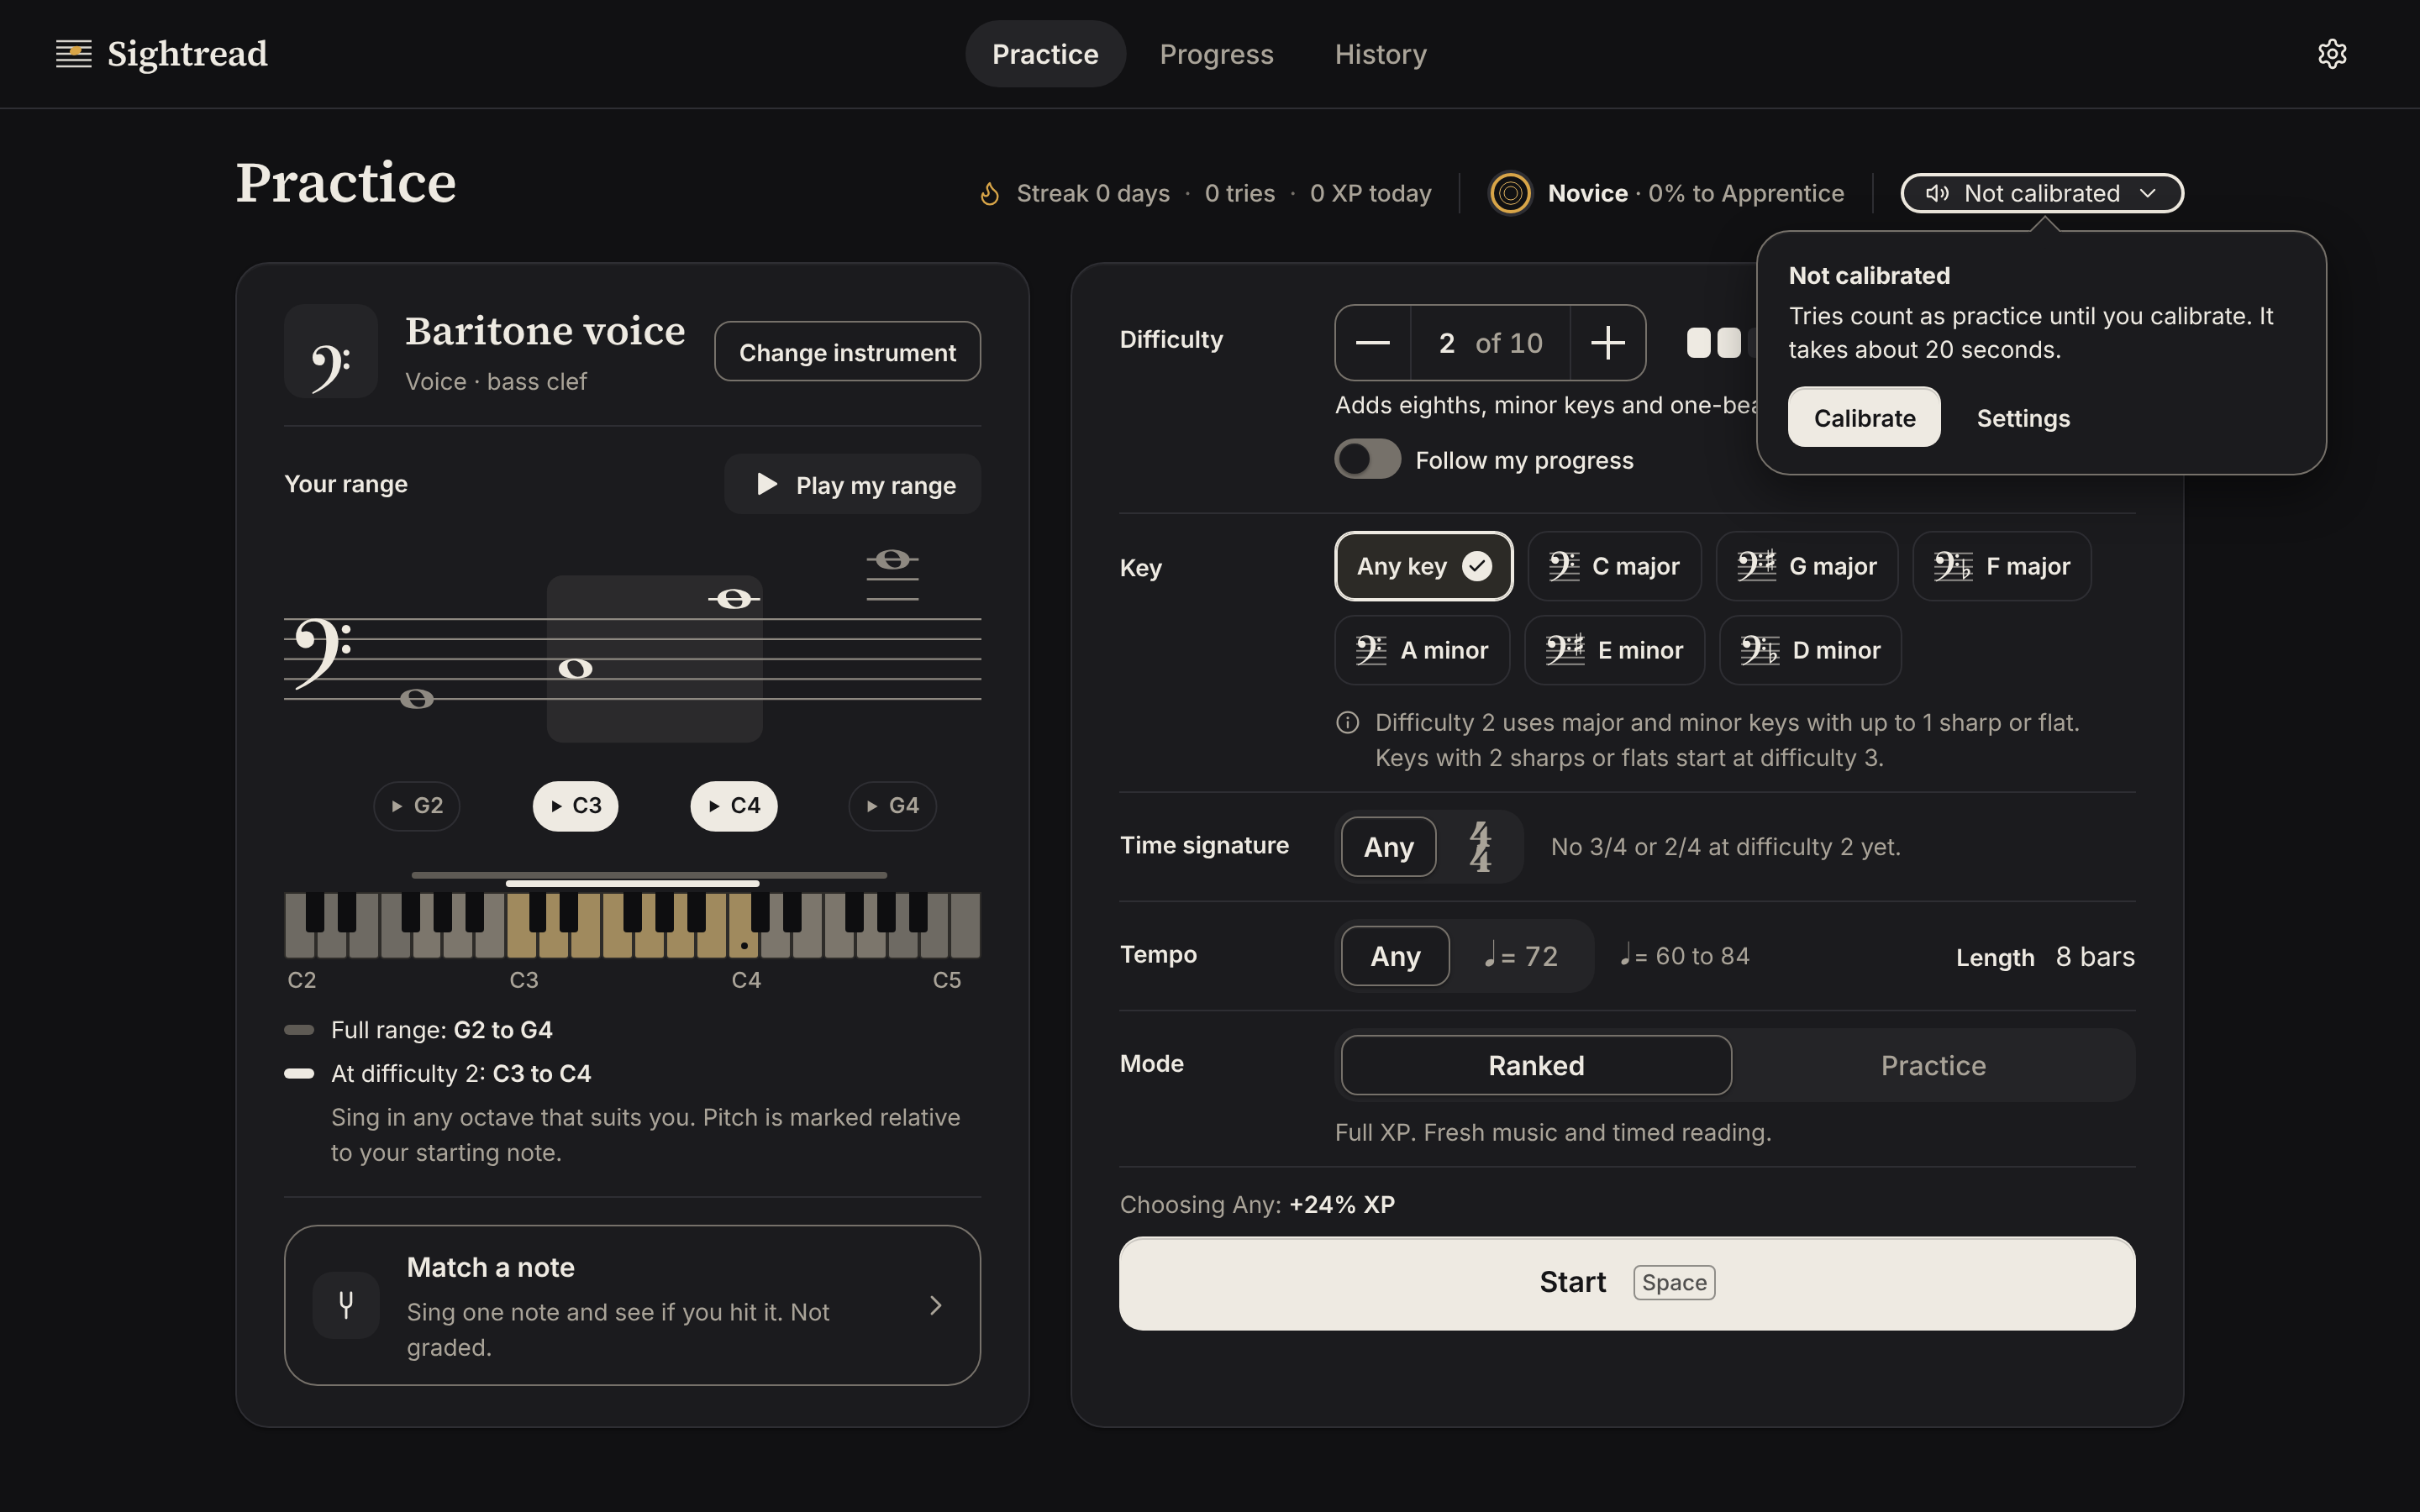 Sightread
Practice
Progress
History
Practice
Streak 0 days · 0 tries · 0 XP today
Novice · 0% to Apprentice
Not calibrated
Not calibrated
Tries count as practice until you calibrate. It
takes about 20 seconds.
Calibrate
Settings
Baritone voice
Voice · bass clef
Change instrument
Your range
Play my range
G2
C3
C4
G4
C2
C3
C4
C5
Full range: G2 to G4
At difficulty 2: C3 to C4
Sing in any octave that suits you. Pitch is marked relative
to your starting note.
Match a note
Sing one note and see if you hit it. Not
graded.
Difficulty
2 of 10
Adds eighths, minor keys and
Follow my progress
Key
Any key
C major
G major
F major
A minor
E minor
D minor
Difficulty 2 uses major and minor keys with up to 1 sharp or flat.
Keys with 2 sharps or flats start at difficulty 3.
Time signature
Any
4
4
No 3/4 or 2/4 at difficulty 2 yet.
Tempo
Any
= 72
= 60 to 84
Length 8 bars
Mode
Ranked
Practice
Full XP. Fresh music and timed reading.
Choosing Any: +24% XP
Start
Space